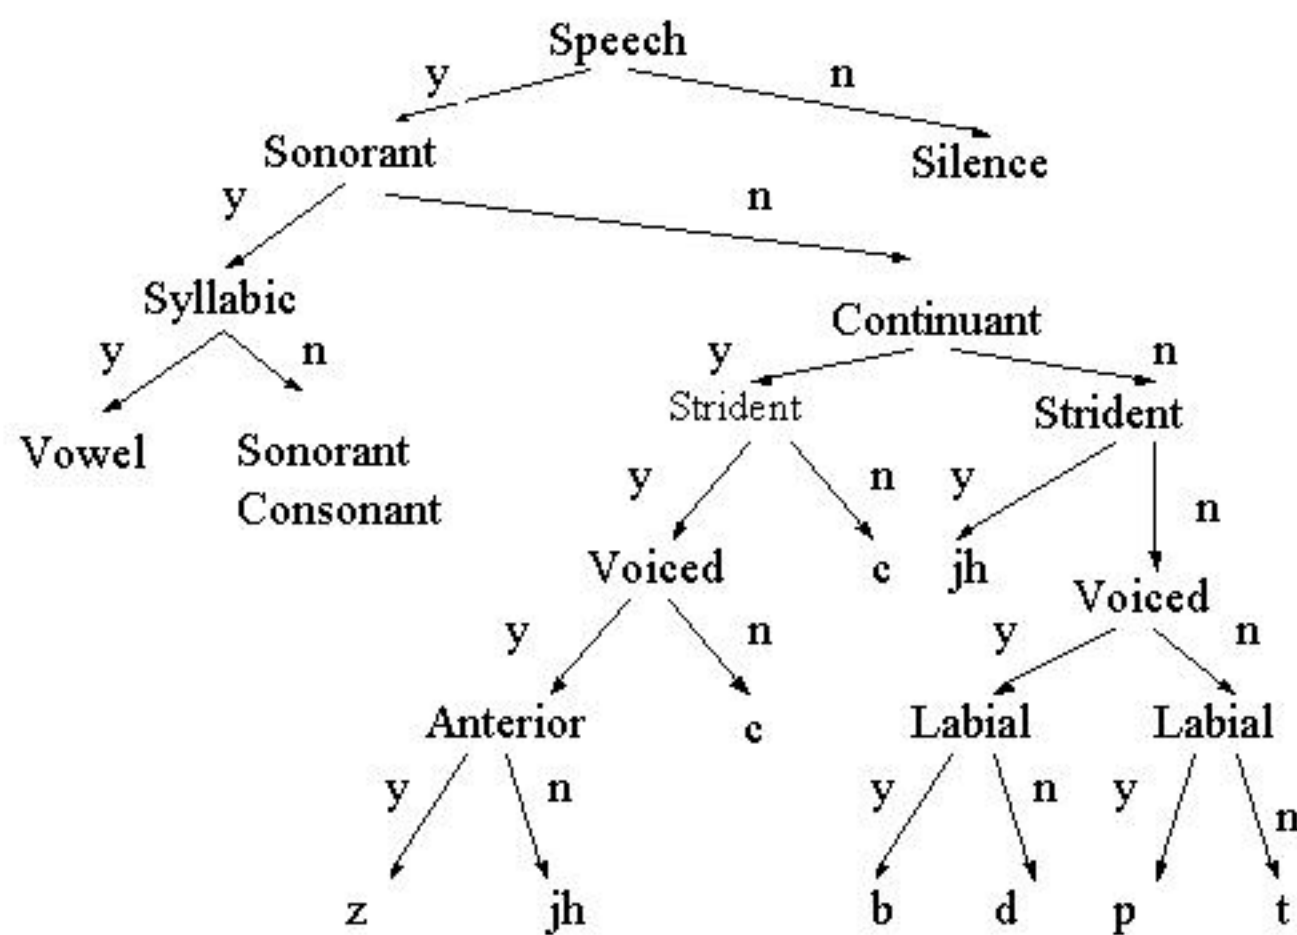 Speech
y n
Sonorant Silence
y n
Syllabic Continuant
y n y n
Strident Strident
Vowel Sonorant
Consonant
y n y n
Voiced c jh Voiced
y n y n
Anterior c Labial Labial
y n y n y n
z jh b d p t